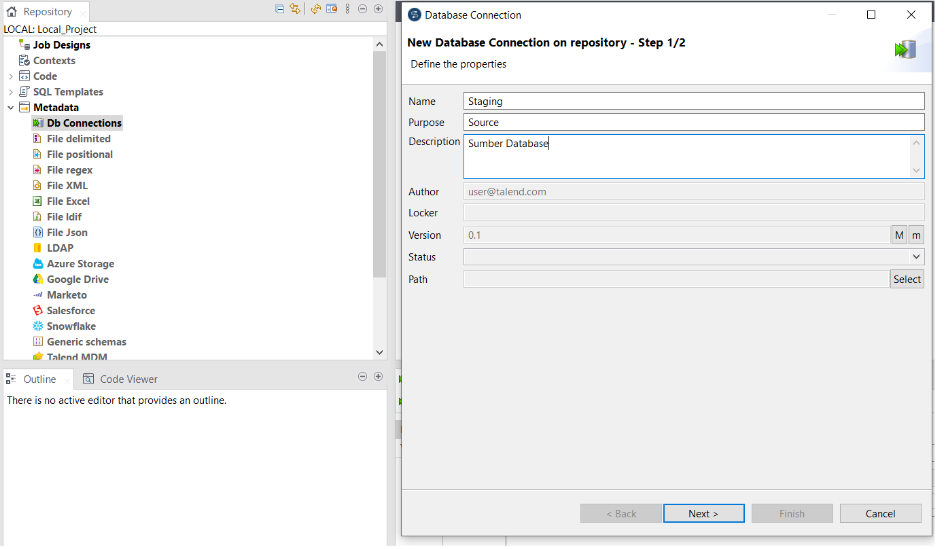 Repository
LOCAL: Local_Project
Job Designs
Contexts
Code
SQL Templates
Metadata
Db Connections
File delimited
File positional
File regex
File XML
File Excel
File ldif
File Json
LDAP
Azure Storage
Google Drive
Marketo
Salesforce
Snowflake
Generic schemas
Talend MDM
Outline
Code Viewer
There is no active editor that provides an outline.
Database Connection
New Database Connection on repository - Step 1/2
Define the properties
Name Staging
Purpose Source
Description Sumber Database
Author user@talend.com
Locker
Version 0.1 M m
Status
Path Select
< Back Next > Finish Cancel